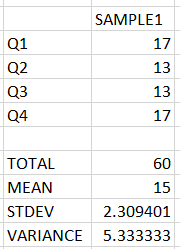 SAMPLE1
Q1 17
Q2 13
Q3 13
Q4 17
TOTAL 60
MEAN 15
STDEV 2.309401
VARIANCE 5.333333